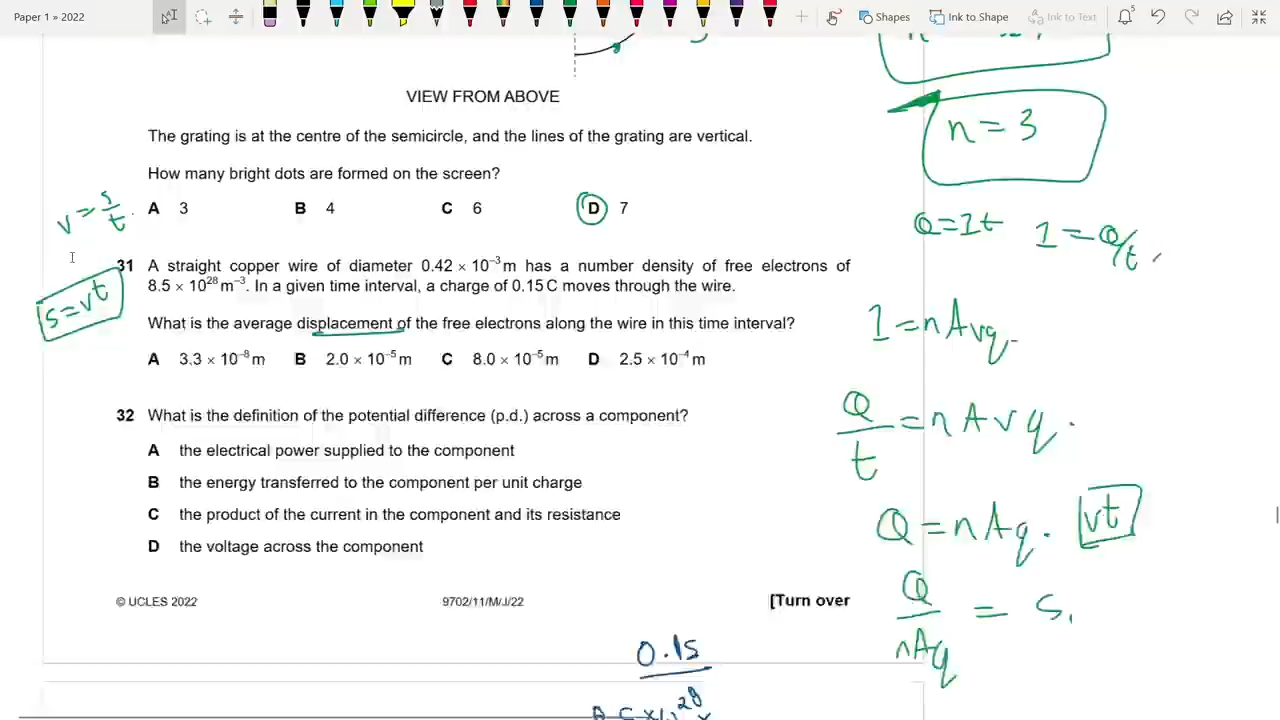 Paper 1 » 2022
Shapes
Ink to Shape
Ink to Text
VIEW FROM ABOVE
n = 3
The grating is at the centre of the semicircle, and the lines of the grating are vertical.
How many bright dots are formed on the screen?
A 3 B 4 C 6 D 7
v = s/t
Q = It I = Q/t
31 A straight copper wire of diameter 0.42 × 10⁻³ m has a number density of free electrons of
8.5 × 10²⁸ m⁻³. In a given time interval, a charge of 0.15 C moves through the wire.
s = vt
What is the average displacement of the free electrons along the wire in this time interval?
I = nAvq
A 3.3 × 10⁻⁸ m B 2.0 × 10⁻⁵ m C 8.0 × 10⁻⁵ m D 2.5 × 10⁻⁴ m
32 What is the definition of the potential difference (p.d.) across a component?
Q/t = nAvq.
A the electrical power supplied to the component
B the energy transferred to the component per unit charge
C the product of the current in the component and its resistance
Q = nAq. vt
D the voltage across the component
© UCLES 2022 9702/11/M/J/22 [Turn over
Q/nAq = s.
0.15